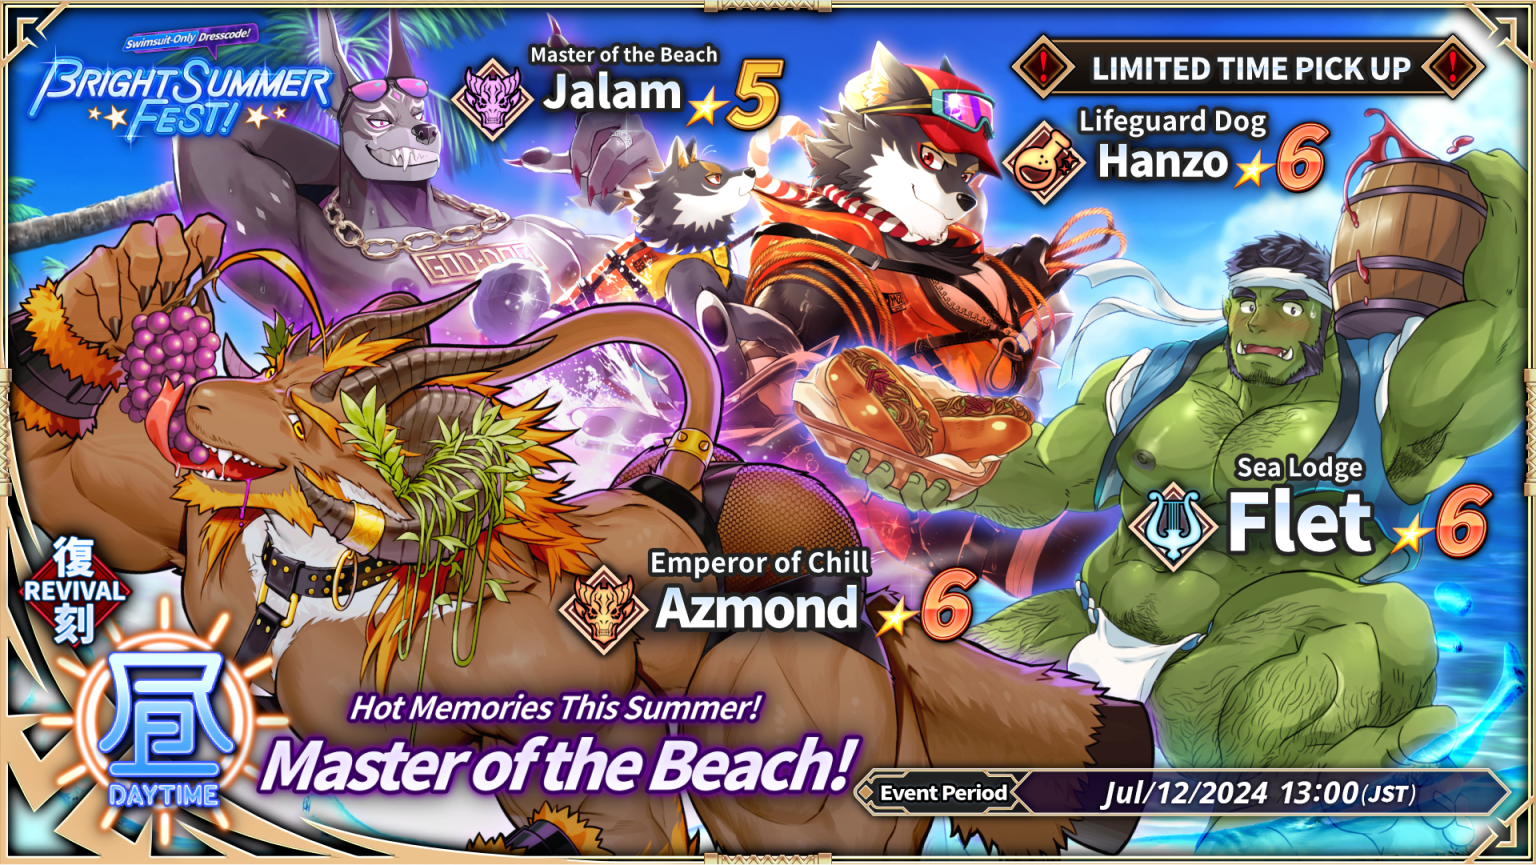 Swimsuit-Only Dresscode!
BRIGHT SUMMER
FEST!
Master of the Beach
Jalam
5
LIMITED TIME PICK UP
Lifeguard Dog
Hanzo
6
GOD-DOG
Sea Lodge
Flet
6
Emperor of Chill
Azmond
6
復
REVIVAL
刻
昼
DAYTIME
Hot Memories This Summer!
Master of the Beach!
Event Period
Jul/12/2024 13:00(JST)